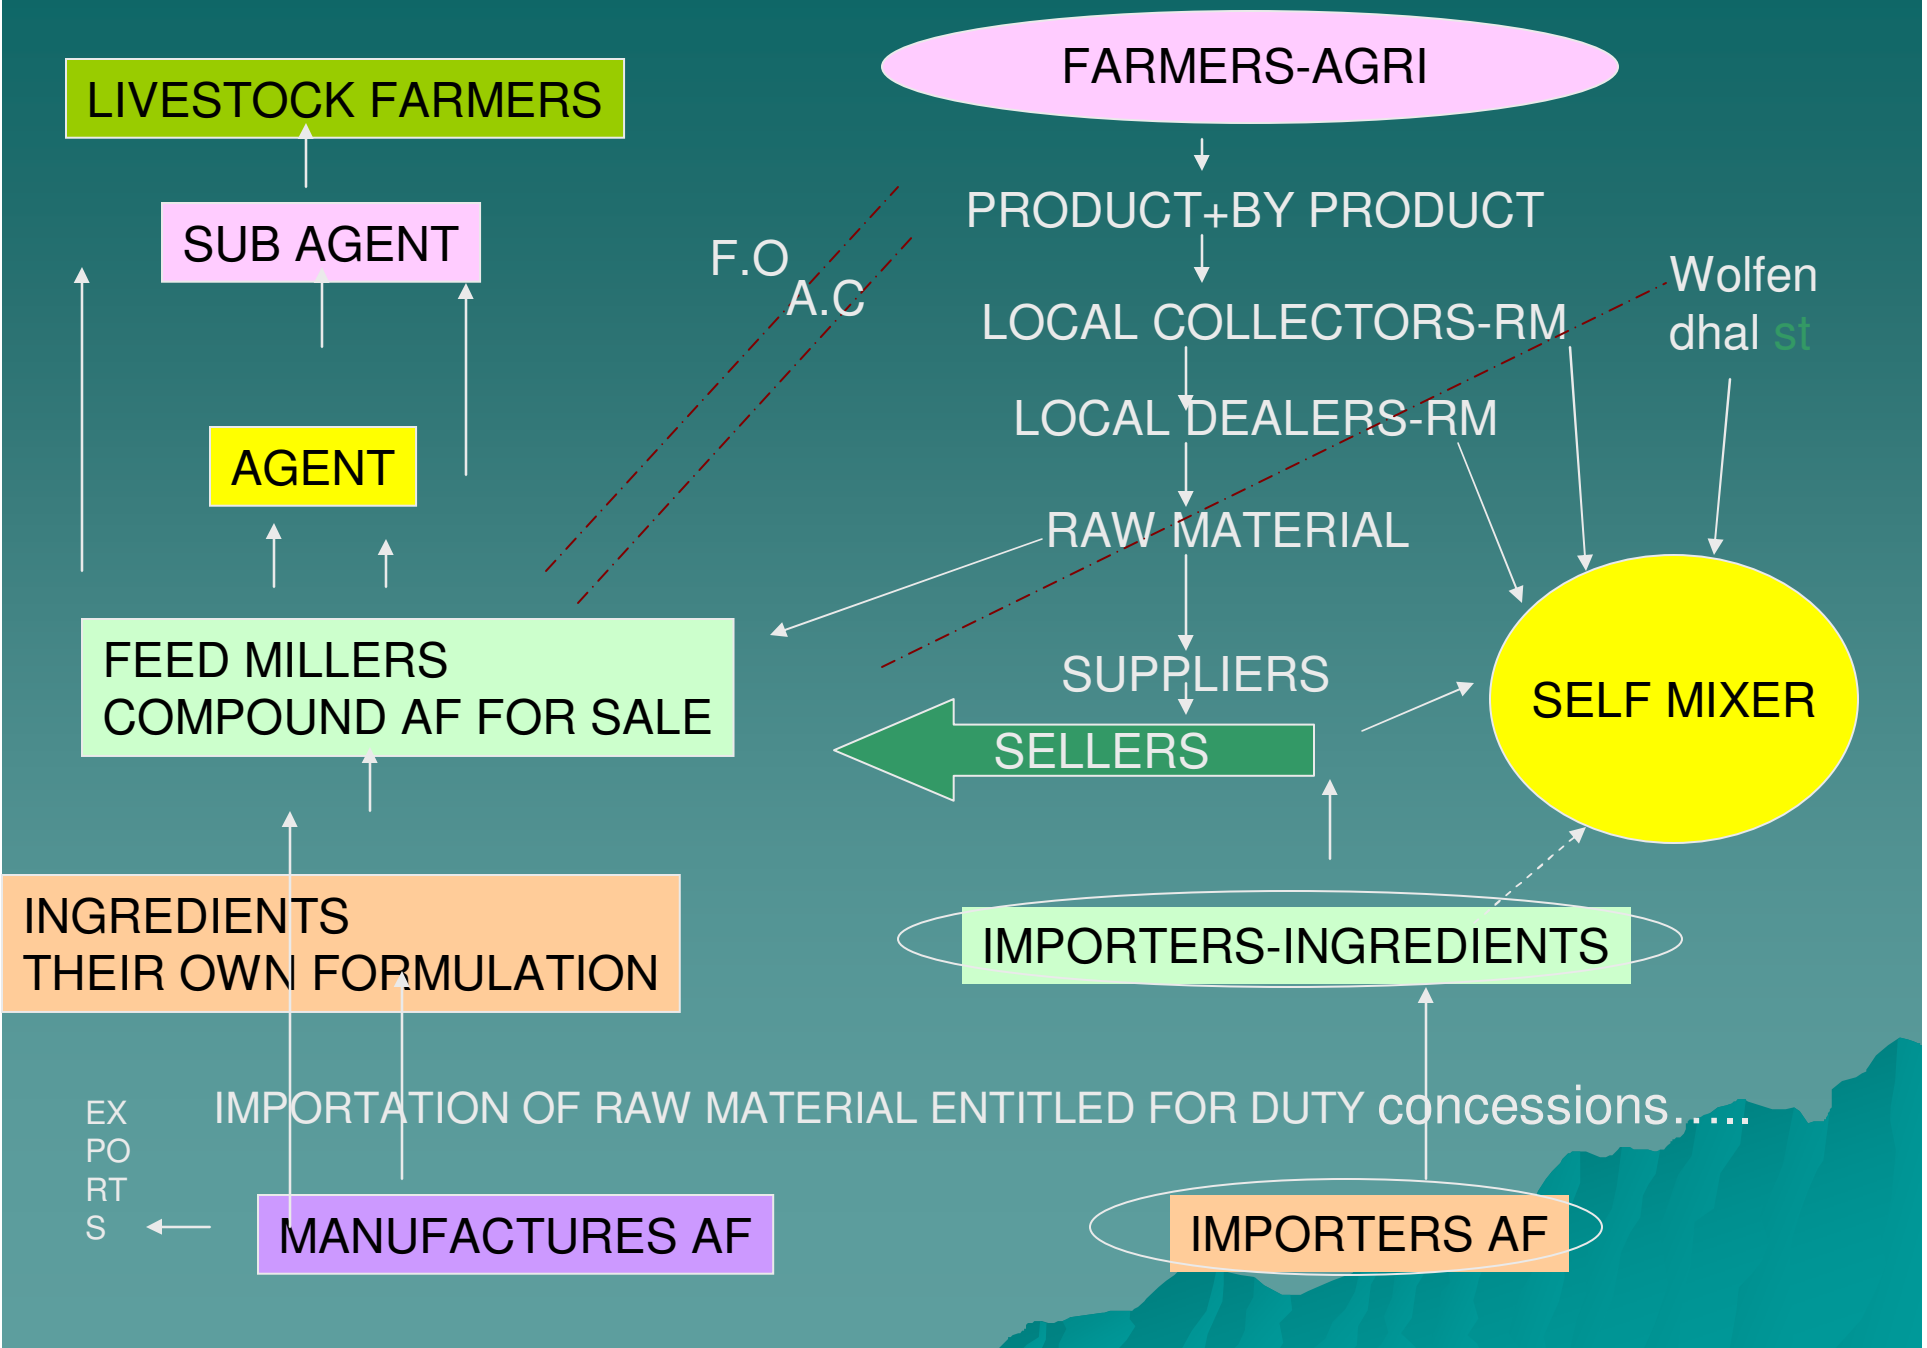 FARMERS-AGRI
LIVESTOCK FARMERS
PRODUCT+BY PRODUCT
SUB AGENT
F.O
A.C
Wolfen
dhal st
LOCAL COLLECTORS-RM
LOCAL DEALERS-RM
AGENT
RAW MATERIAL
FEED MILLERS
COMPOUND AF FOR SALE
SUPPLIERS
SELLERS
SELF MIXER
INGREDIENTS
THEIR OWN FORMULATION
IMPORTERS-INGREDIENTS
IMPORTATION OF RAW MATERIAL ENTITLED FOR DUTY concessions.....
EX
PO
RT
S
MANUFACTURES AF
IMPORTERS AF